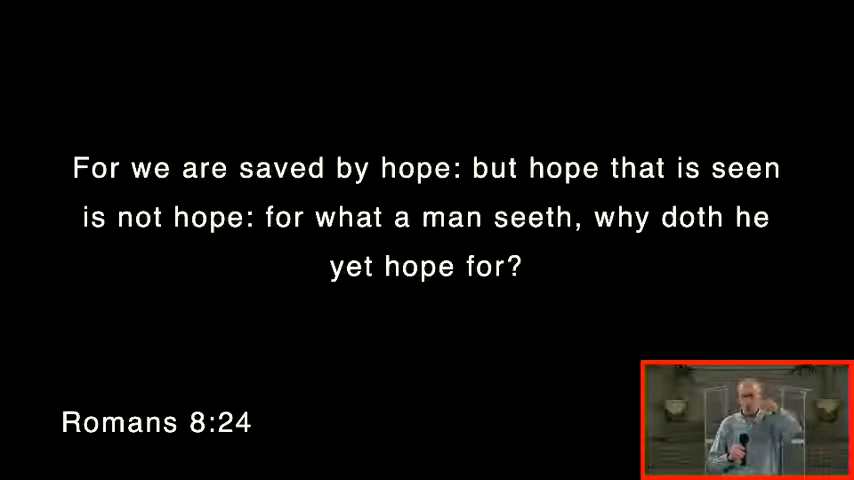 For we are saved by hope: but hope that is seen
is not hope: for what a man seeth, why doth he
yet hope for?
Romans 8:24